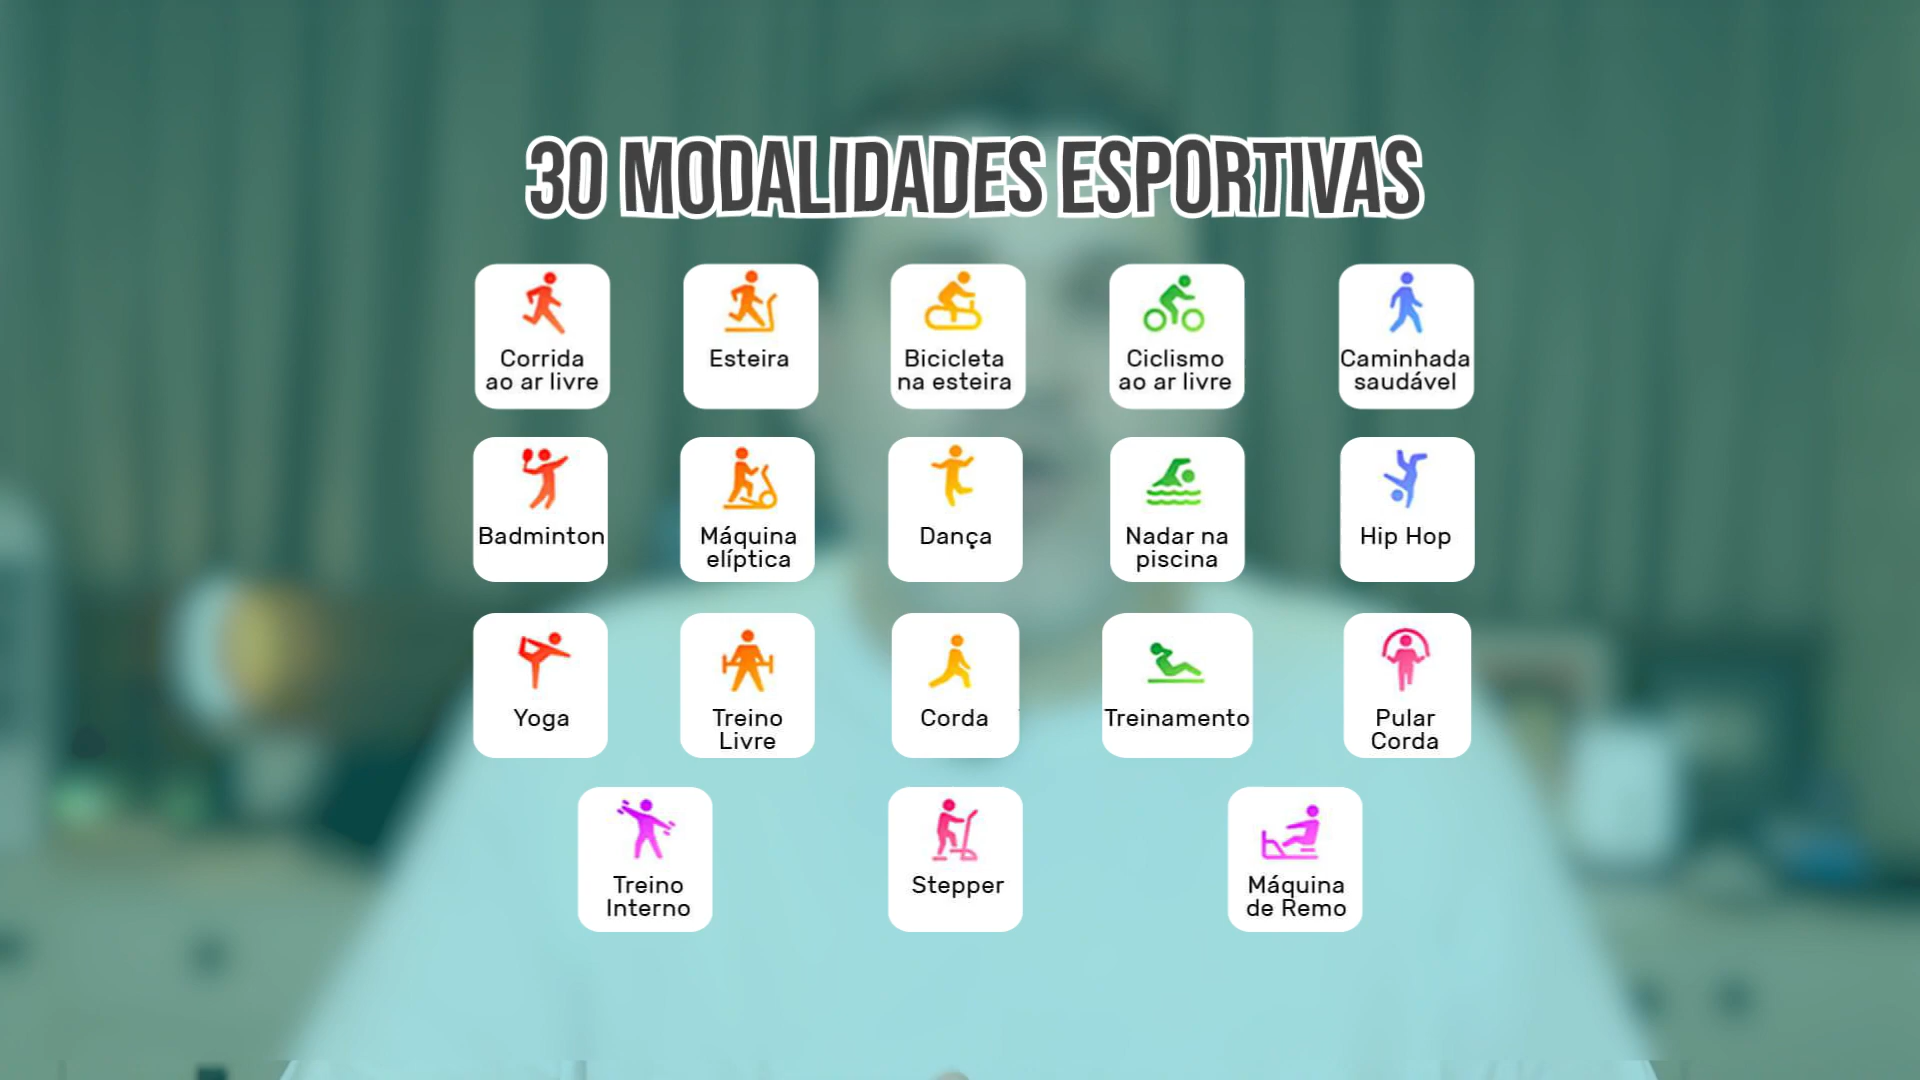 30 MODALIDADES ESPORTIVAS
Corrida
ao ar livre
Esteira
Bicicleta
na esteira
Ciclismo
ao ar livre
Caminhada
saudável
Badminton
Máquina
elíptica
Dança
Nadar na
piscina
Hip Hop
Yoga
Treino
Livre
Corda
Treinamento
Pular
Corda
Treino
Interno
Stepper
Máquina
de Remo